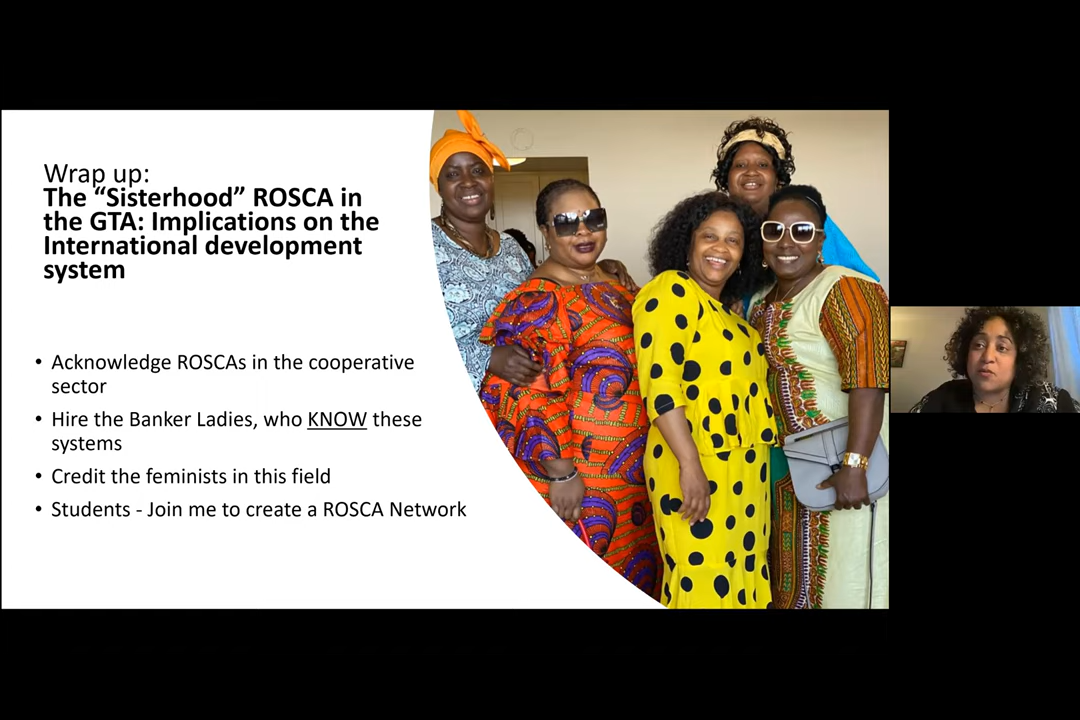 Wrap up:
The “Sisterhood” ROSCA in
the GTA: Implications on the
International development
system
• Acknowledge ROSCAs in the cooperative
sector
• Hire the Banker Ladies, who KNOW these
systems
• Credit the feminists in this field
• Students - Join me to create a ROSCA Network